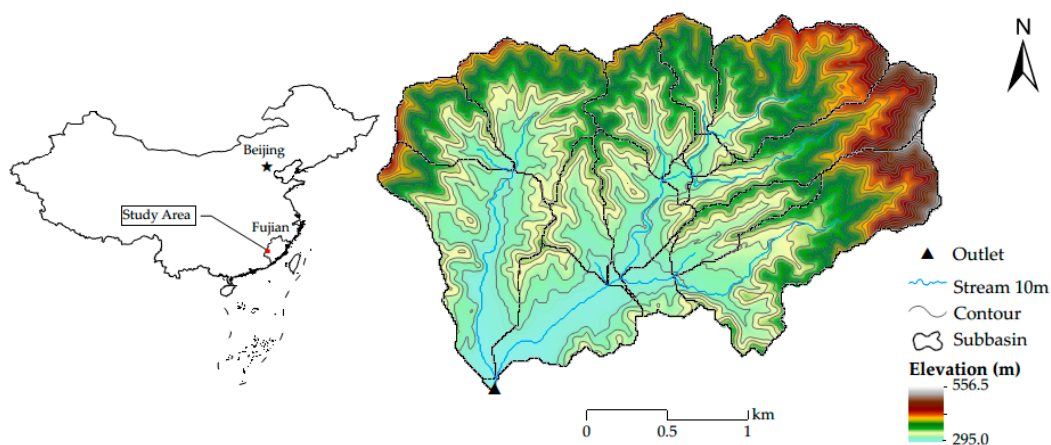 Beijing
Study Area
Fujian
N
Outlet
Stream 10m
Contour
Subbasin
Elevation (m)
556.5
295.0
km
0 0.5 1